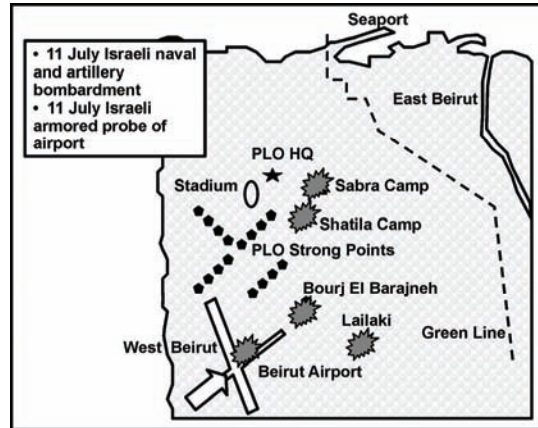 Seaport
• 11 July Israeli naval
and artillery
bombardment
• 11 July Israeli
armored probe of
airport
East Beirut
PLO HQ
Stadium
Sabra Camp
Shatila Camp
PLO Strong Points
Bourj El Barajneh
Lailaki
Green Line
West Beirut
Beirut Airport